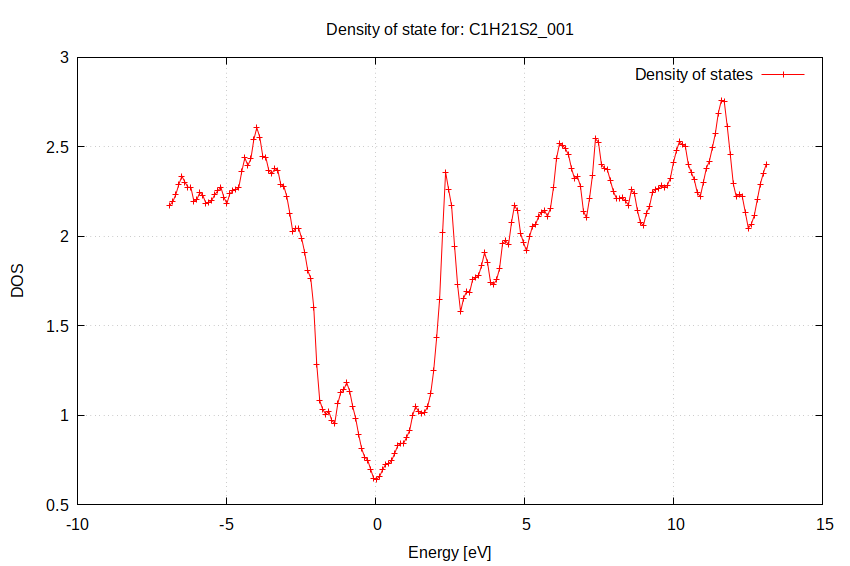 Density of state for: C1H21S2_001
3
Density of states
2.5
2
DOS
1.5
1
0.5
-10 -5 0 5 10 15
Energy [eV]